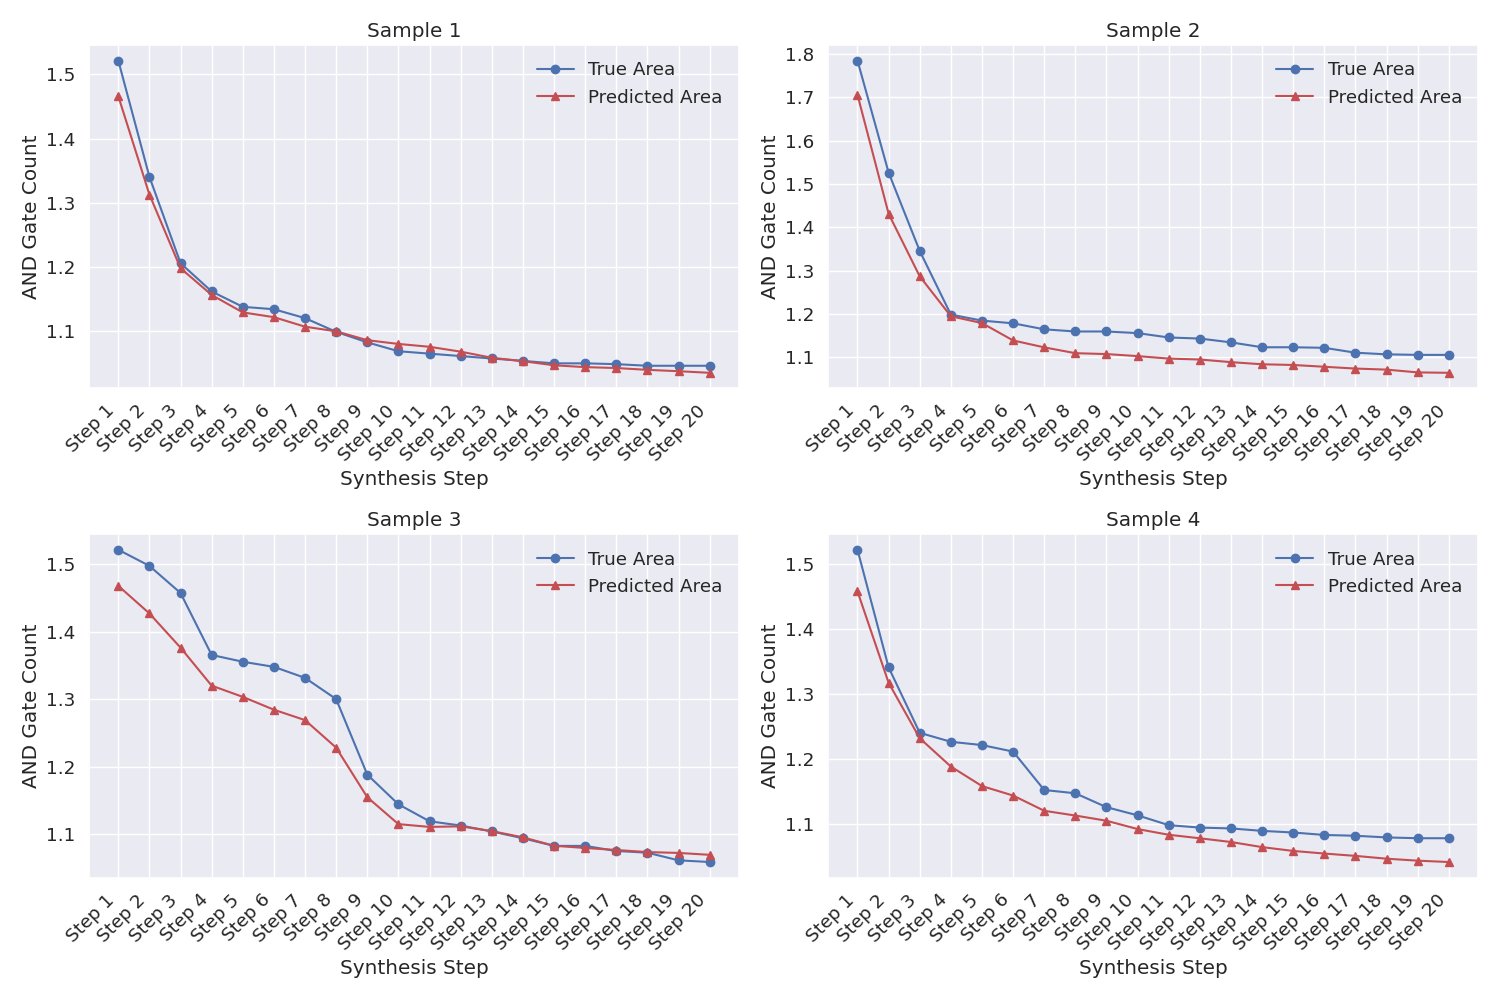 Sample 1
AND Gate Count
1.5
1.4
1.3
1.2
1.1
True Area
Predicted Area
Step 1
Step 2
Step 3
Step 4
Step 5
Step 6
Step 7
Step 8
Step 9
Step 10
Step 11
Step 12
Step 13
Step 14
Step 15
Step 16
Step 17
Step 18
Step 19
Step 20
Synthesis Step
Sample 2
AND Gate Count
1.8
1.7
1.6
1.5
1.4
1.3
1.2
1.1
True Area
Predicted Area
Step 1
Step 2
Step 3
Step 4
Step 5
Step 6
Step 7
Step 8
Step 9
Step 10
Step 11
Step 12
Step 13
Step 14
Step 15
Step 16
Step 17
Step 18
Step 19
Step 20
Synthesis Step
Sample 3
AND Gate Count
1.5
1.4
1.3
1.2
1.1
True Area
Predicted Area
Step 1
Step 2
Step 3
Step 4
Step 5
Step 6
Step 7
Step 8
Step 9
Step 10
Step 11
Step 12
Step 13
Step 14
Step 15
Step 16
Step 17
Step 18
Step 19
Step 20
Synthesis Step
Sample 4
AND Gate Count
1.5
1.4
1.3
1.2
1.1
True Area
Predicted Area
Step 1
Step 2
Step 3
Step 4
Step 5
Step 6
Step 7
Step 8
Step 9
Step 10
Step 11
Step 12
Step 13
Step 14
Step 15
Step 16
Step 17
Step 18
Step 19
Step 20
Synthesis Step